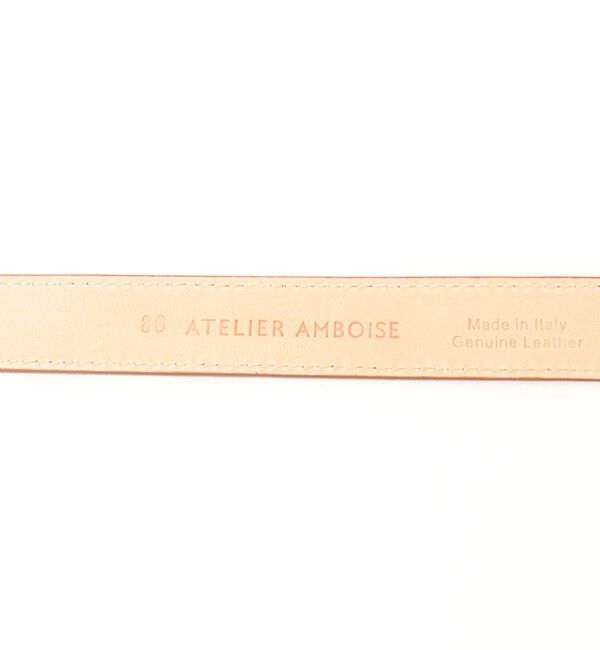 80 ATELIER AMBOISE
Made in Italy
Genuine Leather